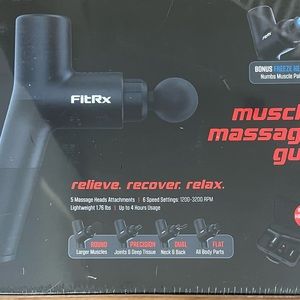 BONUS FREEZE HE
Numbs Muscle Pai
FitRx
muscl
massag
gu
relieve. recover. relax.
5 Massage Heads Attachments | 6 Speed Settings: 1200-3200 RPM
Lightweight 1.76 lbs | Up to 4 Hours Usage
ROUND
Larger Muscles
PRECISION
Joints & Deep Tissue
DUAL
Neck & Back
FLAT
All Body Parts